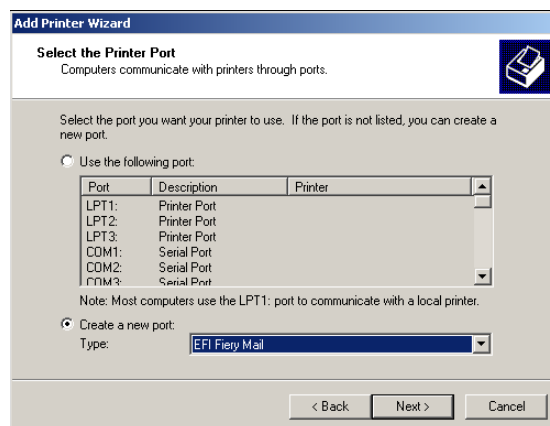 Add Printer Wizard
Select the Printer Port
Computers communicate with printers through ports.
Select the port you want your printer to use. If the port is not listed, you can create a
new port.
Use the following port:
Port Description Printer
LPT1: Printer Port
LPT2: Printer Port
LPT3: Printer Port
COM1: Serial Port
COM2: Serial Port
COM3: Serial Port
Note: Most computers use the LPT1: port to communicate with a local printer.
Create a new port:
Type: EFI Fiery Mail
< Back Next > Cancel